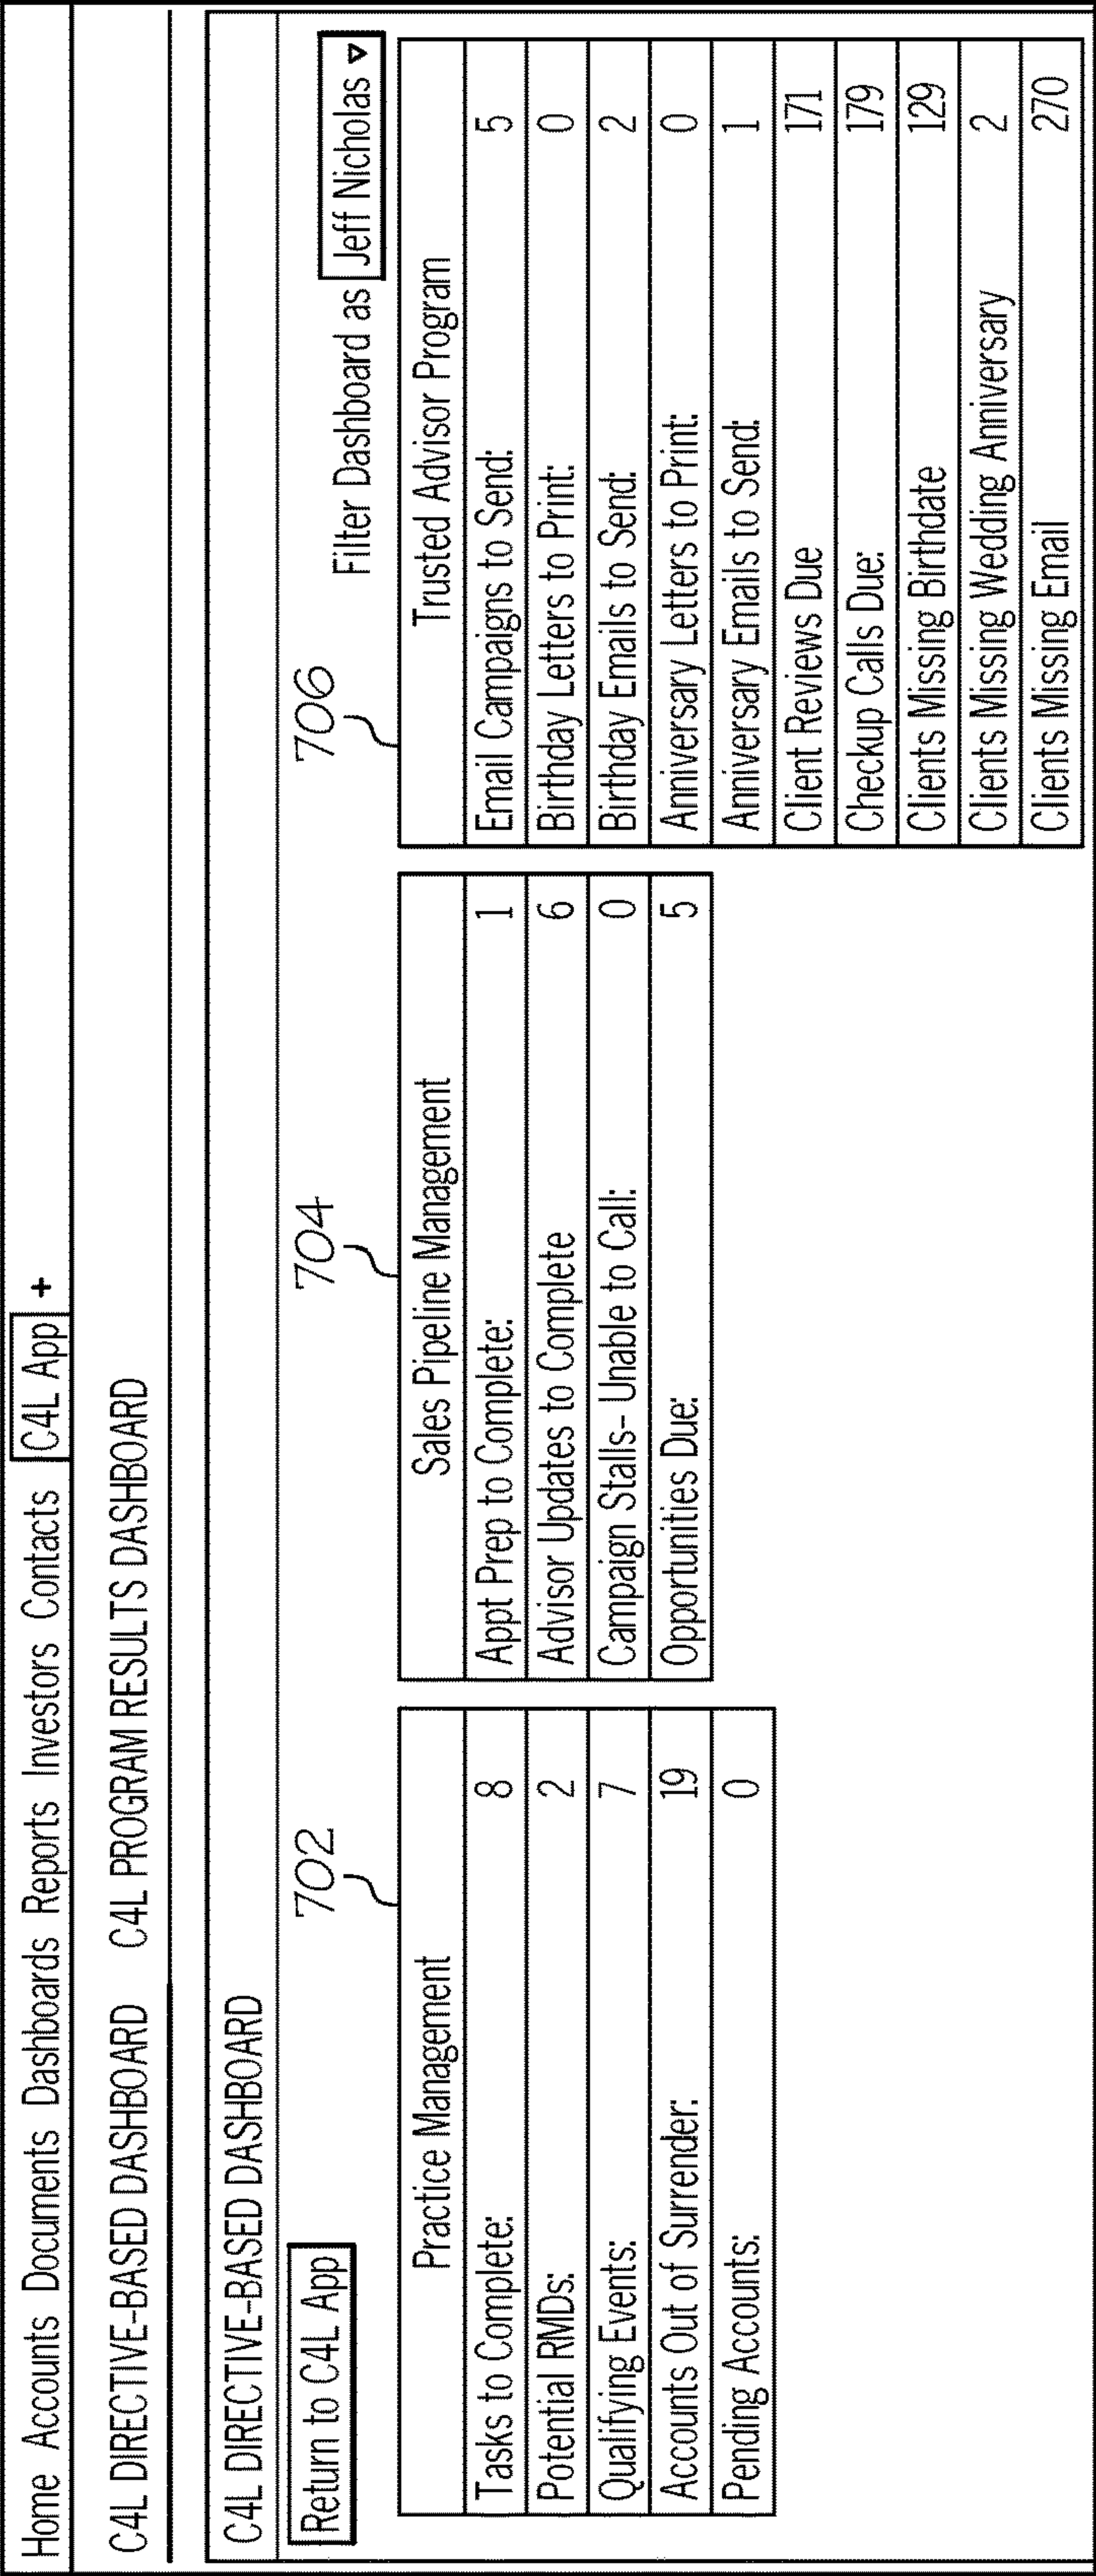 Home Accounts Documents Dashboards Reports Investors Contacts C4L App +
C4L DIRECTIVE-BASED DASHBOARD C4L PROGRAM RESULTS DASHBOARD
C4L DIRECTIVE-BASED DASHBOARD
Return to C4L App
Filter Dashboard as Jeff Nicholas
702
Practice Management
Tasks to Complete: 8
Potential RMDs: 2
Qualifying Events: 7
Accounts Out of Surrender: 19
Pending Accounts: 0
704
Sales Pipeline Management
Appt Prep to Complete: 1
Advisor Updates to Complete 6
Campaign Stalls- Unable to Call: 0
Opportunities Due: 5
706
Trusted Advisor Program
Email Campaigns to Send: 5
Birthday Letters to Print: 0
Birthday Emails to Send: 2
Anniversary Letters to Print: 0
Anniversary Emails to Send: 1
Client Reviews Due 171
Checkup Calls Due: 179
Clients Missing Birthdate 129
Clients Missing Wedding Anniversary 2
Clients Missing Email 270